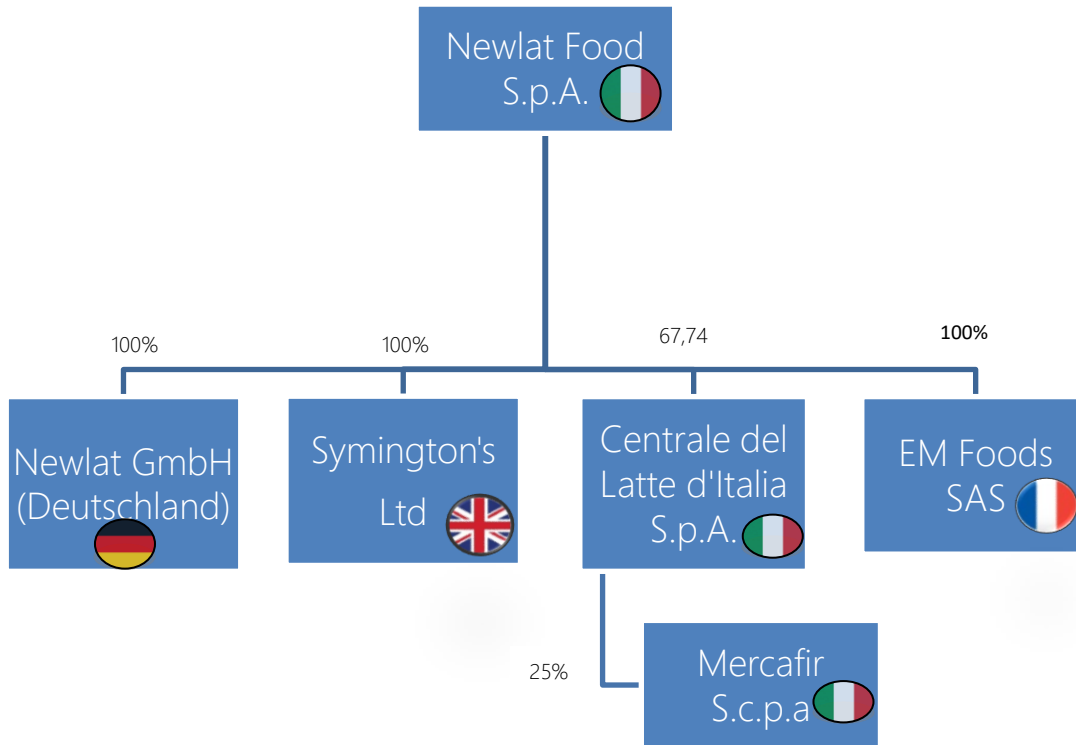 Newlat Food
S.p.A.
100%
100%
67,74
100%
Newlat GmbH
(Deutschland)
Symington's
Ltd
Centrale del
Latte d'Italia
S.p.A.
EM Foods
SAS
25%
Mercafir
S.c.p.a